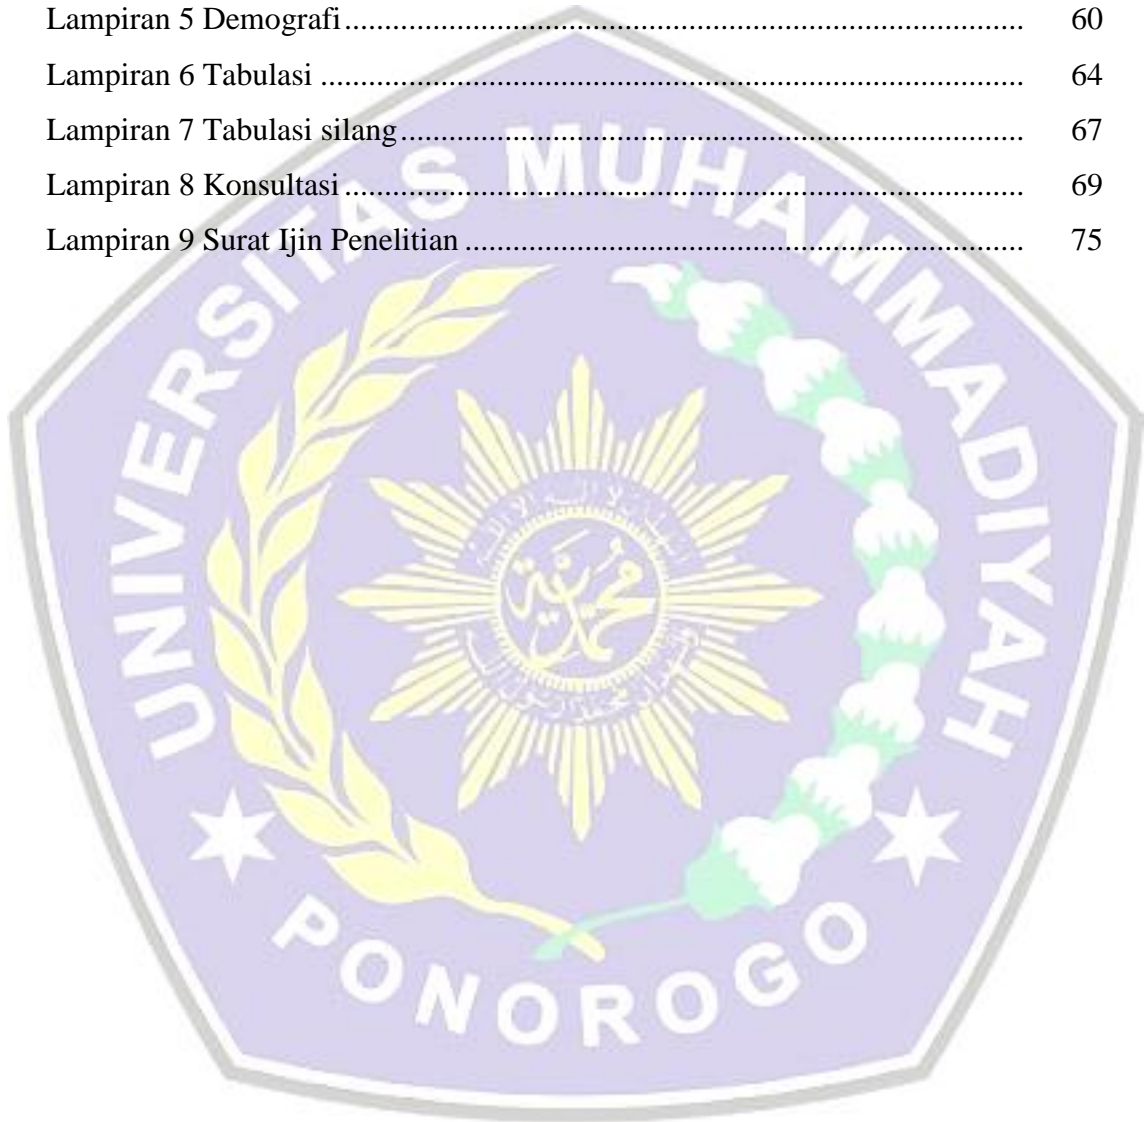 Lampiran 5 Demografi........................................................................................ 60
Lampiran 6 Tabulasi ........................................................................................... 64
Lampiran 7 Tabulasi silang................................................................................. 67
Lampiran 8 Konsultasi ........................................................................................ 69
Lampiran 9 Surat Ijin Penelitian ......................................................................... 75
UNIVERSITAS MUHAMMADIYAH
محمدية
PONOROGO